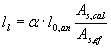 l_l = α · l_{0,an} A_{s,cal} / A_{s,ef}